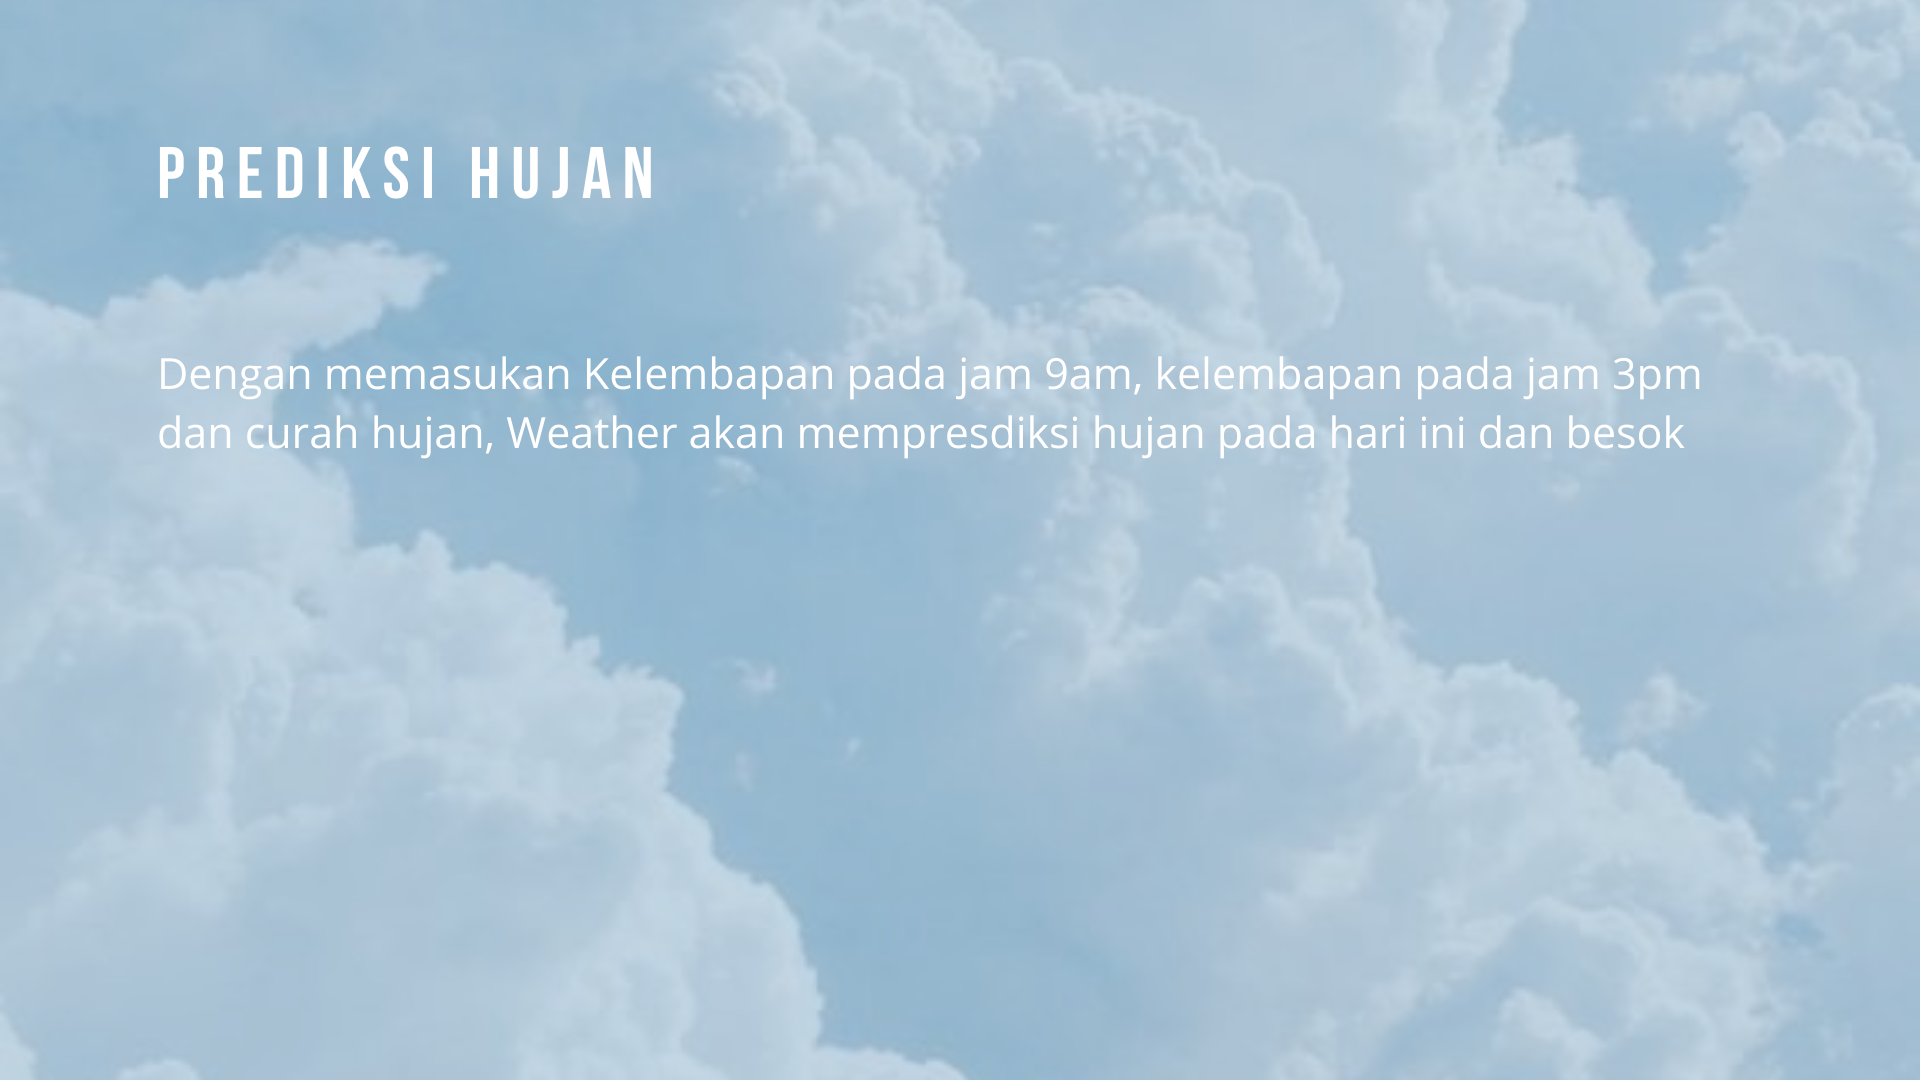 PREDIKSI HUJAN
Dengan memasukan Kelembapan pada jam 9am, kelembapan pada jam 3pm
dan curah hujan, Weather akan mempresdiksi hujan pada hari ini dan besok